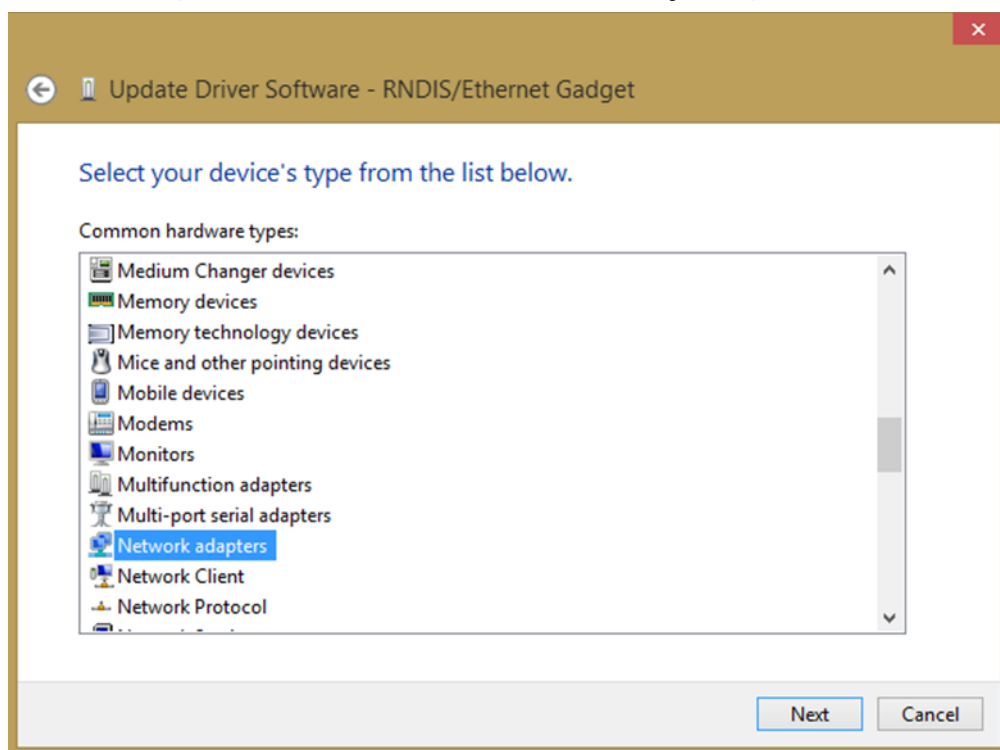 Update Driver Software - RNDIS/Ethernet Gadget
Select your device's type from the list below.
Common hardware types:
Medium Changer devices
Memory devices
Memory technology devices
Mice and other pointing devices
Mobile devices
Modems
Monitors
Multifunction adapters
Multi-port serial adapters
Network adapters
Network Client
Network Protocol
Next Cancel